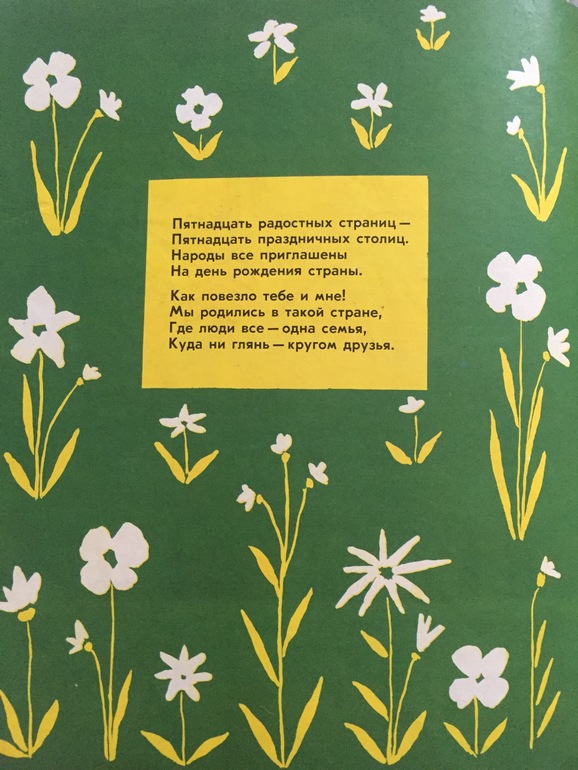 Пятнадцать радостных страниц —
Пятнадцать праздничных столиц.
Народы все приглашены
На день рождения страны.
Как повезло тебе и мне!
Мы родились в такой стране,
Где люди все — одна семья,
Куда ни глянь — кругом друзья.